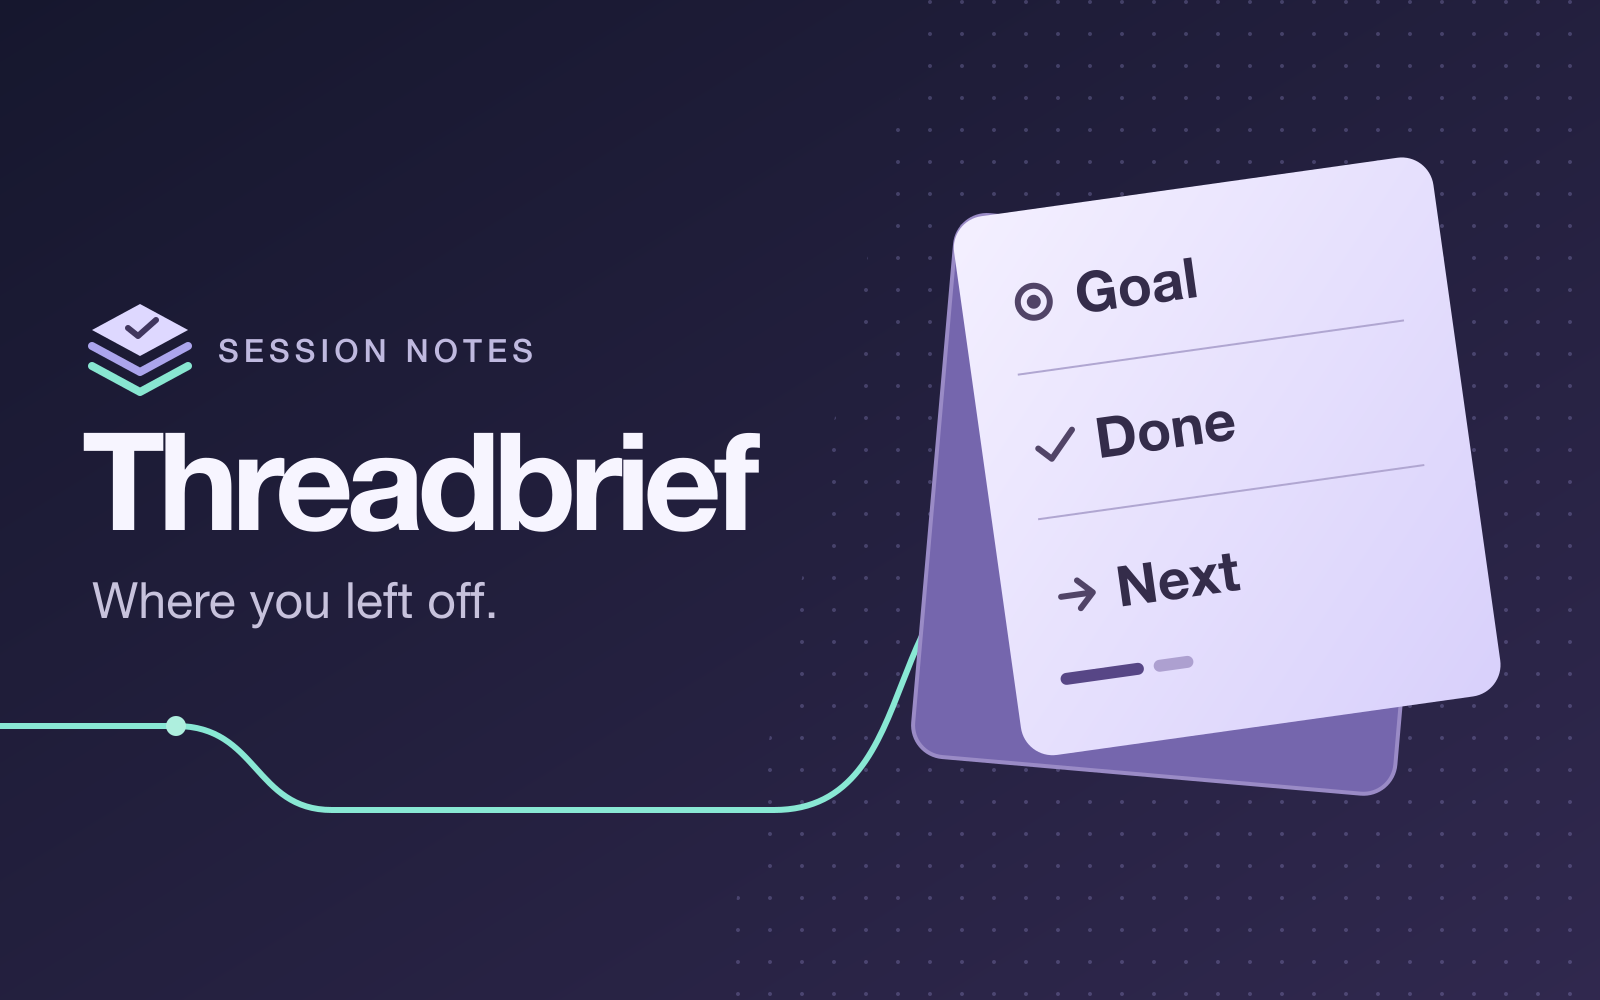 SESSION NOTES
Threadbrief
Where you left off.
Goal
Done
Next